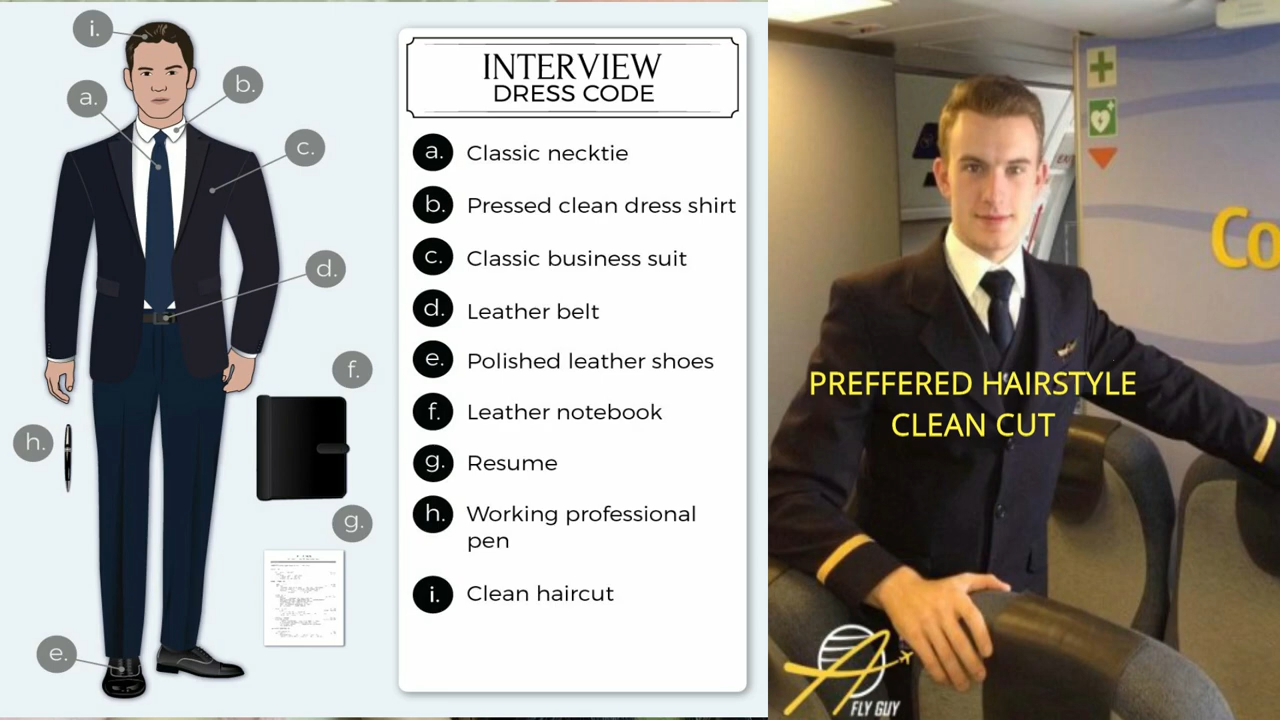 i.
a.
b.
c.
d.
f.
h.
g.
e.
INTERVIEW
DRESS CODE
a. Classic necktie
b. Pressed clean dress shirt
c. Classic business suit
d. Leather belt
e. Polished leather shoes
f. Leather notebook
g. Resume
h. Working professional
pen
i. Clean haircut
Co
PREFFERED HAIRSTYLE
CLEAN CUT
FLY GUY